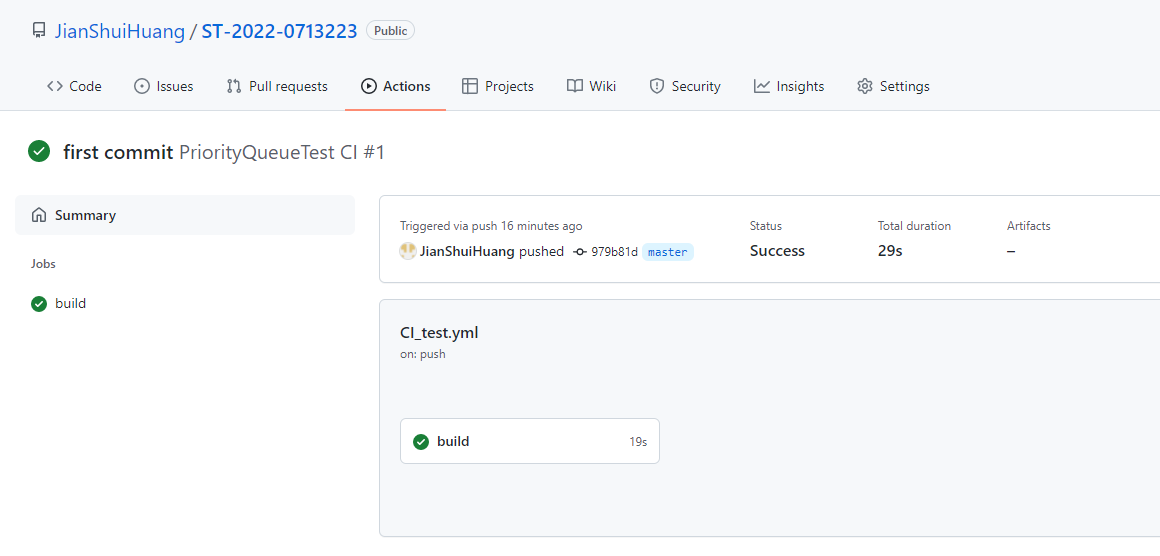 JianShuiHuang / ST-2022-0713223 Public
Code Issues Pull requests Actions Projects Wiki Security Insights Settings
first commit PriorityQueueTest CI #1
Summary
Jobs
build
Triggered via push 16 minutes ago
JianShuiHuang pushed 979b81d master
Status
Success
Total duration
29s
Artifacts
–
CI_test.yml
on: push
build 19s